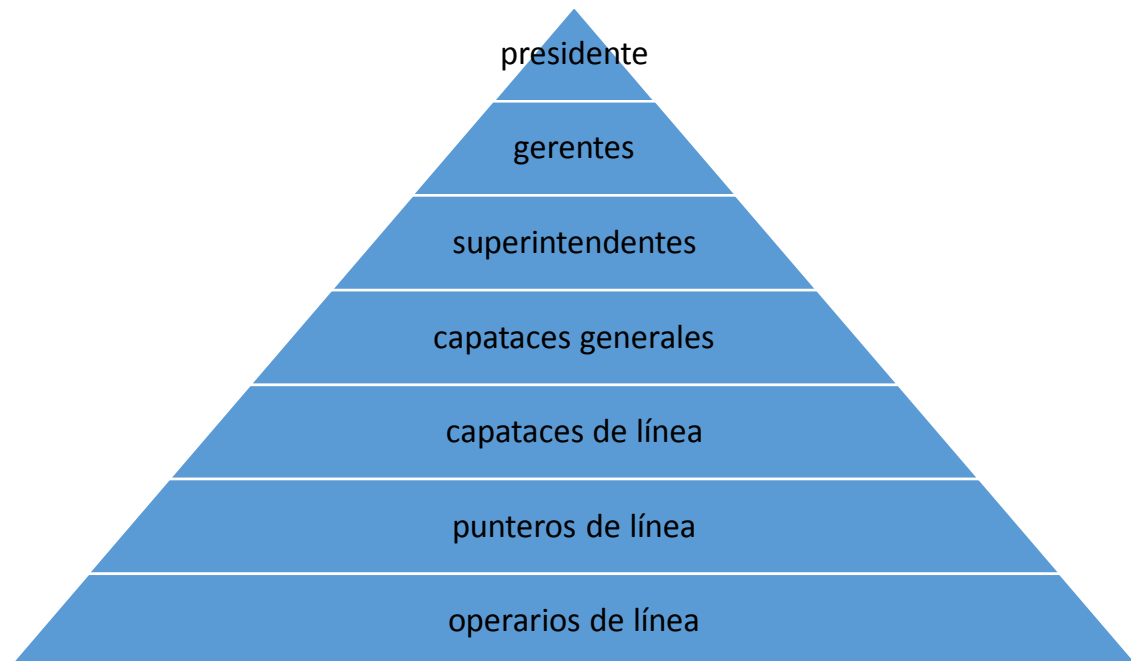 presidente
gerentes
superintendentes
capataces generales
capataces de línea
punteros de línea
operarios de línea